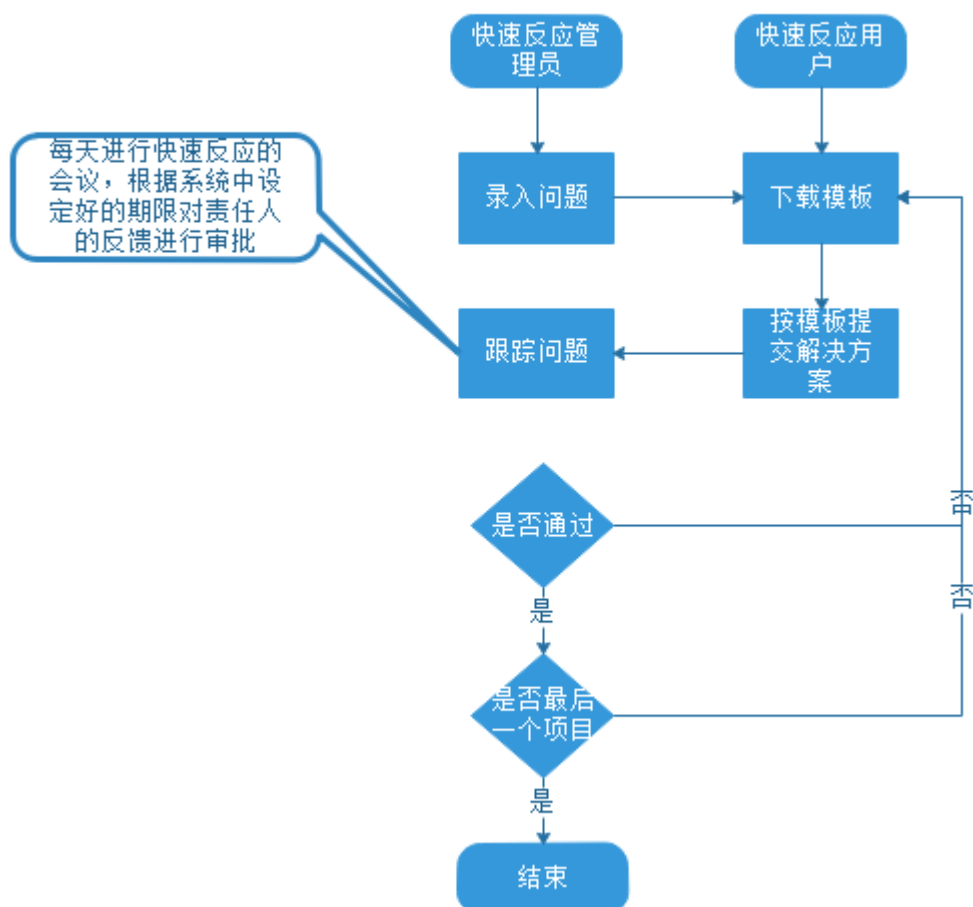 快速反应管
理员
快速反应用
户
每天进行快速反应的
会议，根据系统中设
定好的期限对责任人
的反馈进行审批
录入问题
下载模板
跟踪问题
按模板提
交解决方
案
是否通过
否
是
否
是否最后
一个项目
是
结束